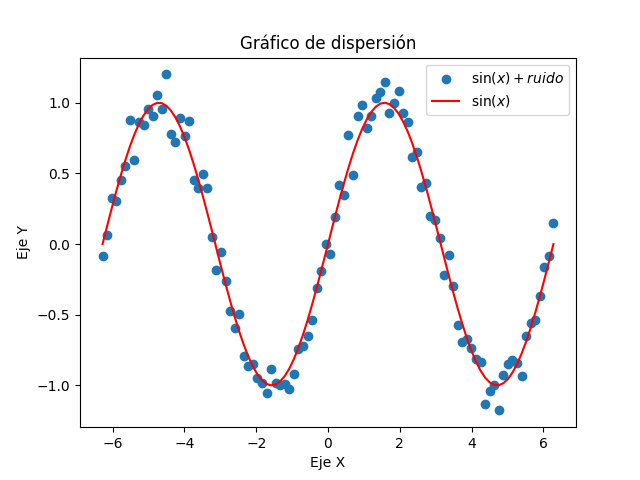 Gráfico de dispersión
sin(x) + ruido
sin(x)
1.0
0.5
0.0
−0.5
−1.0
Eje Y
−6 −4 −2 0 2 4 6
Eje X